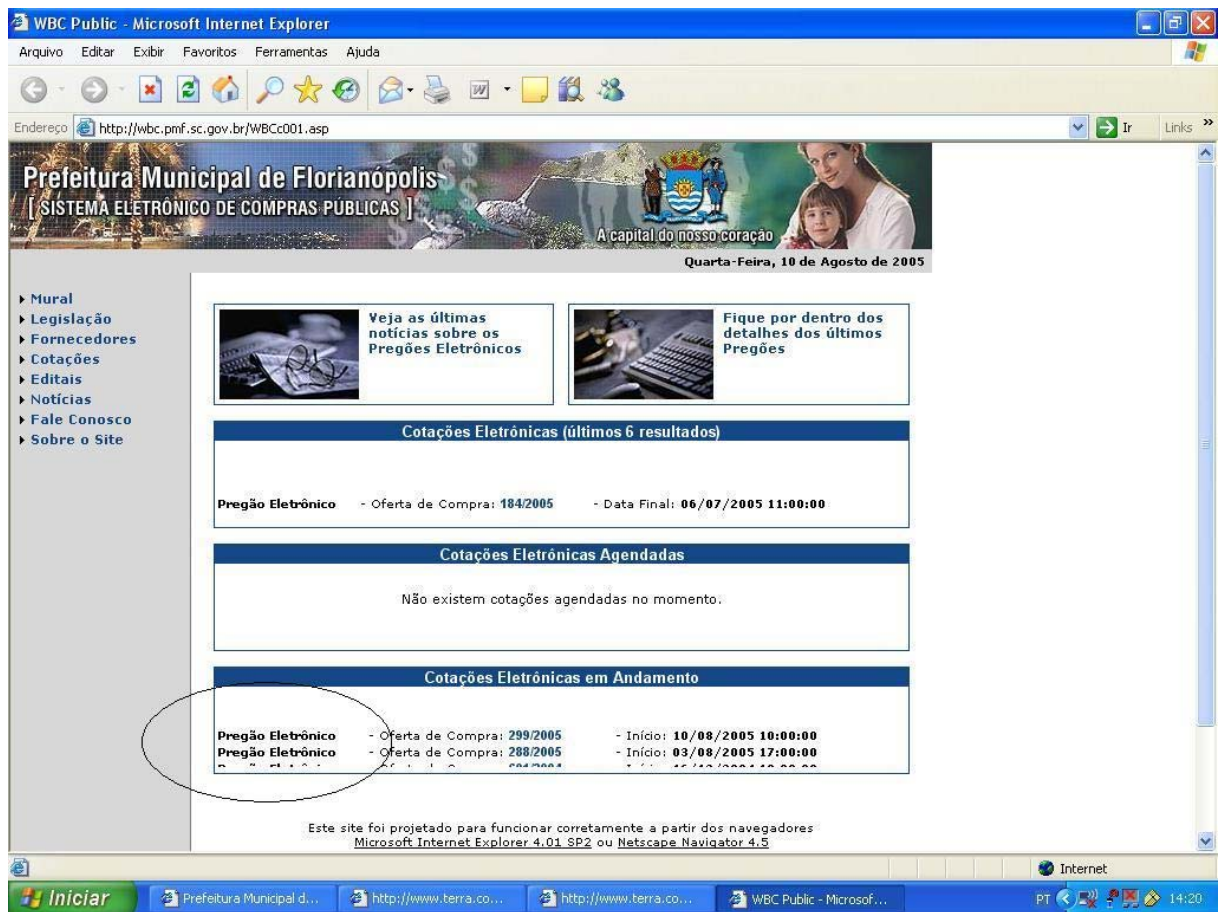 WBC Public - Microsoft Internet Explorer
Arquivo Editar Exibir Favoritos Ferramentas Ajuda
Endereço http://wbc.pmf.sc.gov.br/WBCc001.asp Ir Links »
Prefeitura Municipal de Florianópolis
[ SISTEMA ELETRÔNICO DE COMPRAS PÚBLICAS ]
A capital do nosso coração
Quarta-Feira, 10 de Agosto de 2005
Mural
Legislação
Fornecedores
Cotações
Editais
Notícias
Fale Conosco
Sobre o Site
Veja as últimas
notícias sobre os
Pregões Eletrônicos
Fique por dentro dos
detalhes dos últimos
Pregões
Cotações Eletrônicas (últimos 6 resultados)
Pregão Eletrônico - Oferta de Compra: 184/2005 - Data Final: 06/07/2005 11:00:00
Cotações Eletrônicas Agendadas
Não existem cotações agendadas no momento.
Cotações Eletrônicas em Andamento
Pregão Eletrônico - Oferta de Compra: 299/2005 - Início: 10/08/2005 10:00:00
Pregão Eletrônico - Oferta de Compra: 288/2005 - Início: 03/08/2005 17:00:00
Este site foi projetado para funcionar corretamente a partir dos navegadores
Microsoft Internet Explorer 4.01 SP2 ou Netscape Navigator 4.5
Internet
Iniciar Prefeitura Municipal d... http://www.terra.co... http://www.terra.co... WBC Public - Microsof... PT 14:20